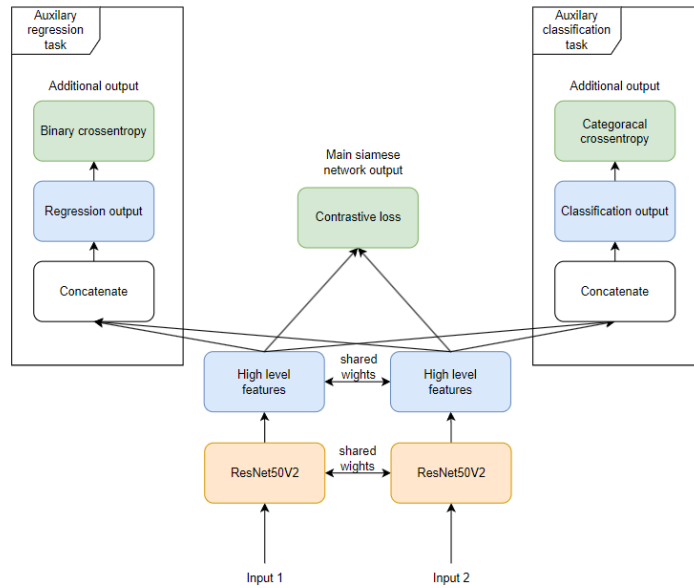 Auxilary
regression
task
Additional output
Binary crossentropy
Regression output
Concatenate
Main siamese
network output
Contrastive loss
Auxilary
classification
task
Additional output
Categoracal
crossentropy
Classification output
Concatenate
High level
features
shared
wights
High level
features
ResNet50V2
shared
wights
ResNet50V2
Input 1
Input 2